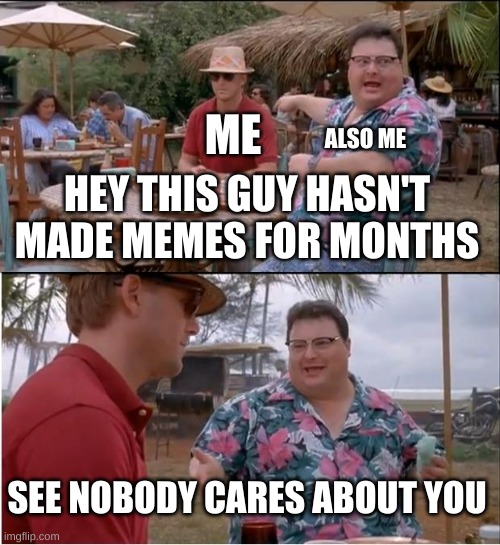 ME
ALSO ME
HEY THIS GUY HASN'T
MADE MEMES FOR MONTHS
SEE NOBODY CARES ABOUT YOU
imgflip.com